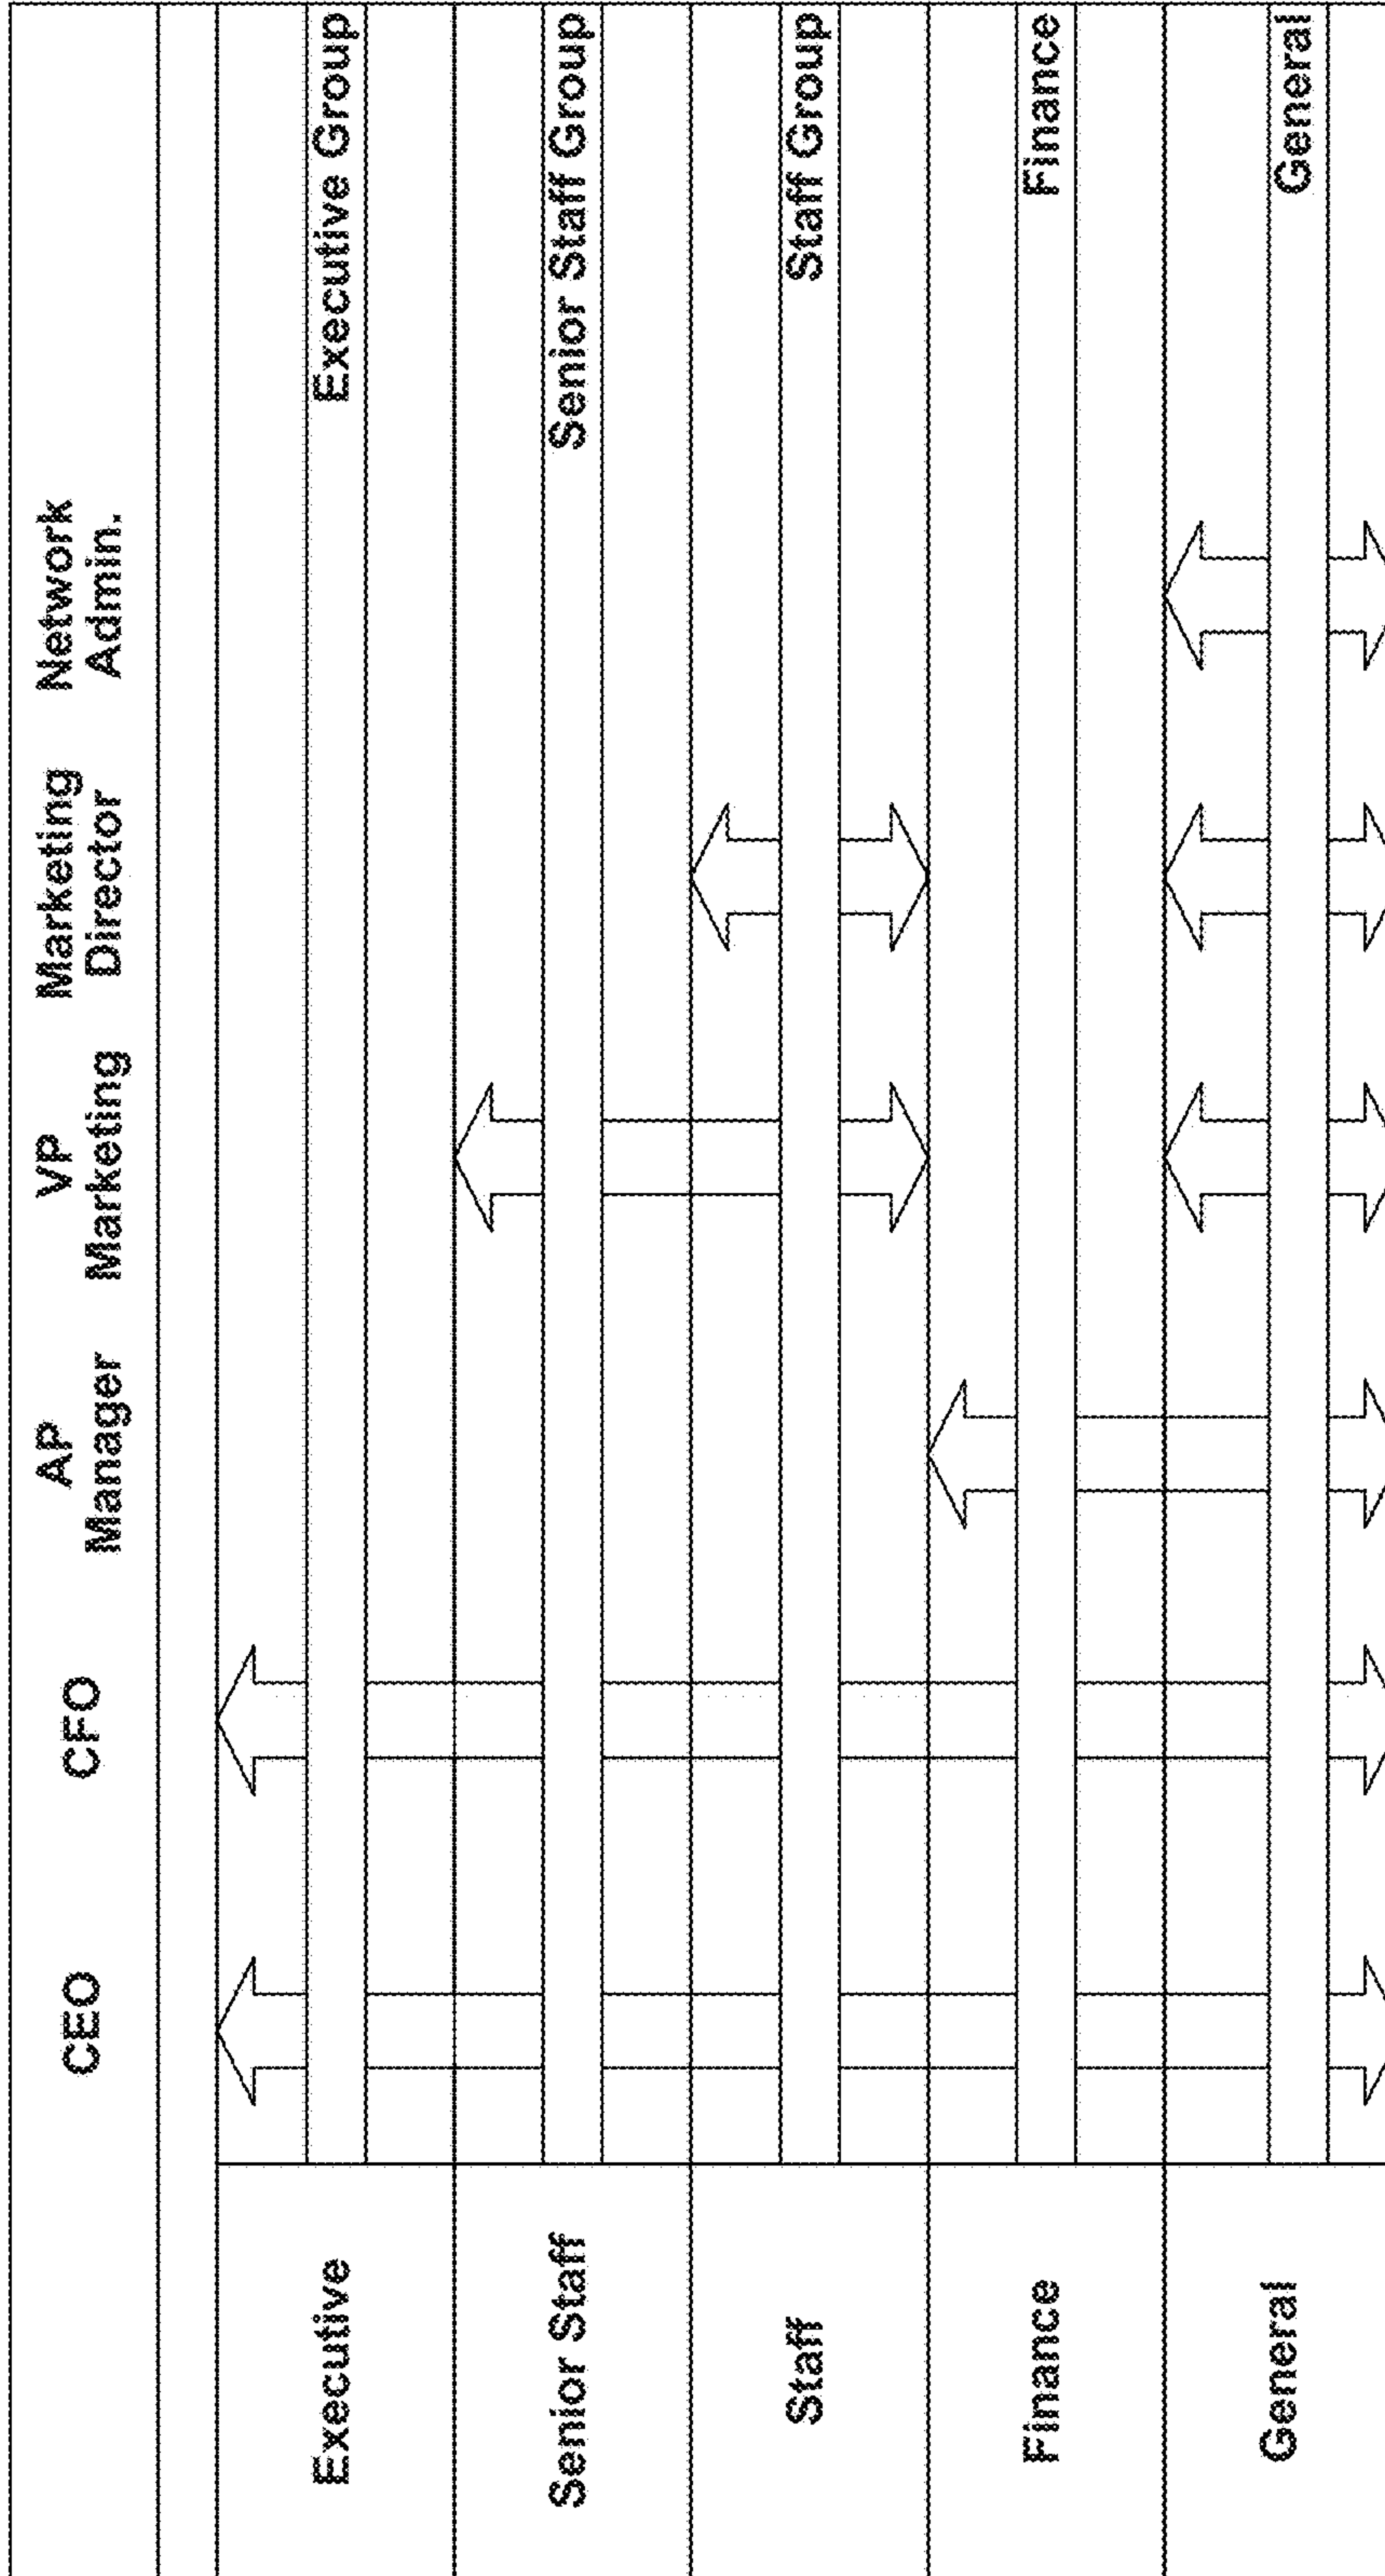 CEO
CFO
AP
Manager
VP
Marketing
Marketing
Director
Network
Admin.
Executive
Executive Group
Senior Staff
Senior Staff Group
Staff
Staff Group
Finance
Finance
General
General